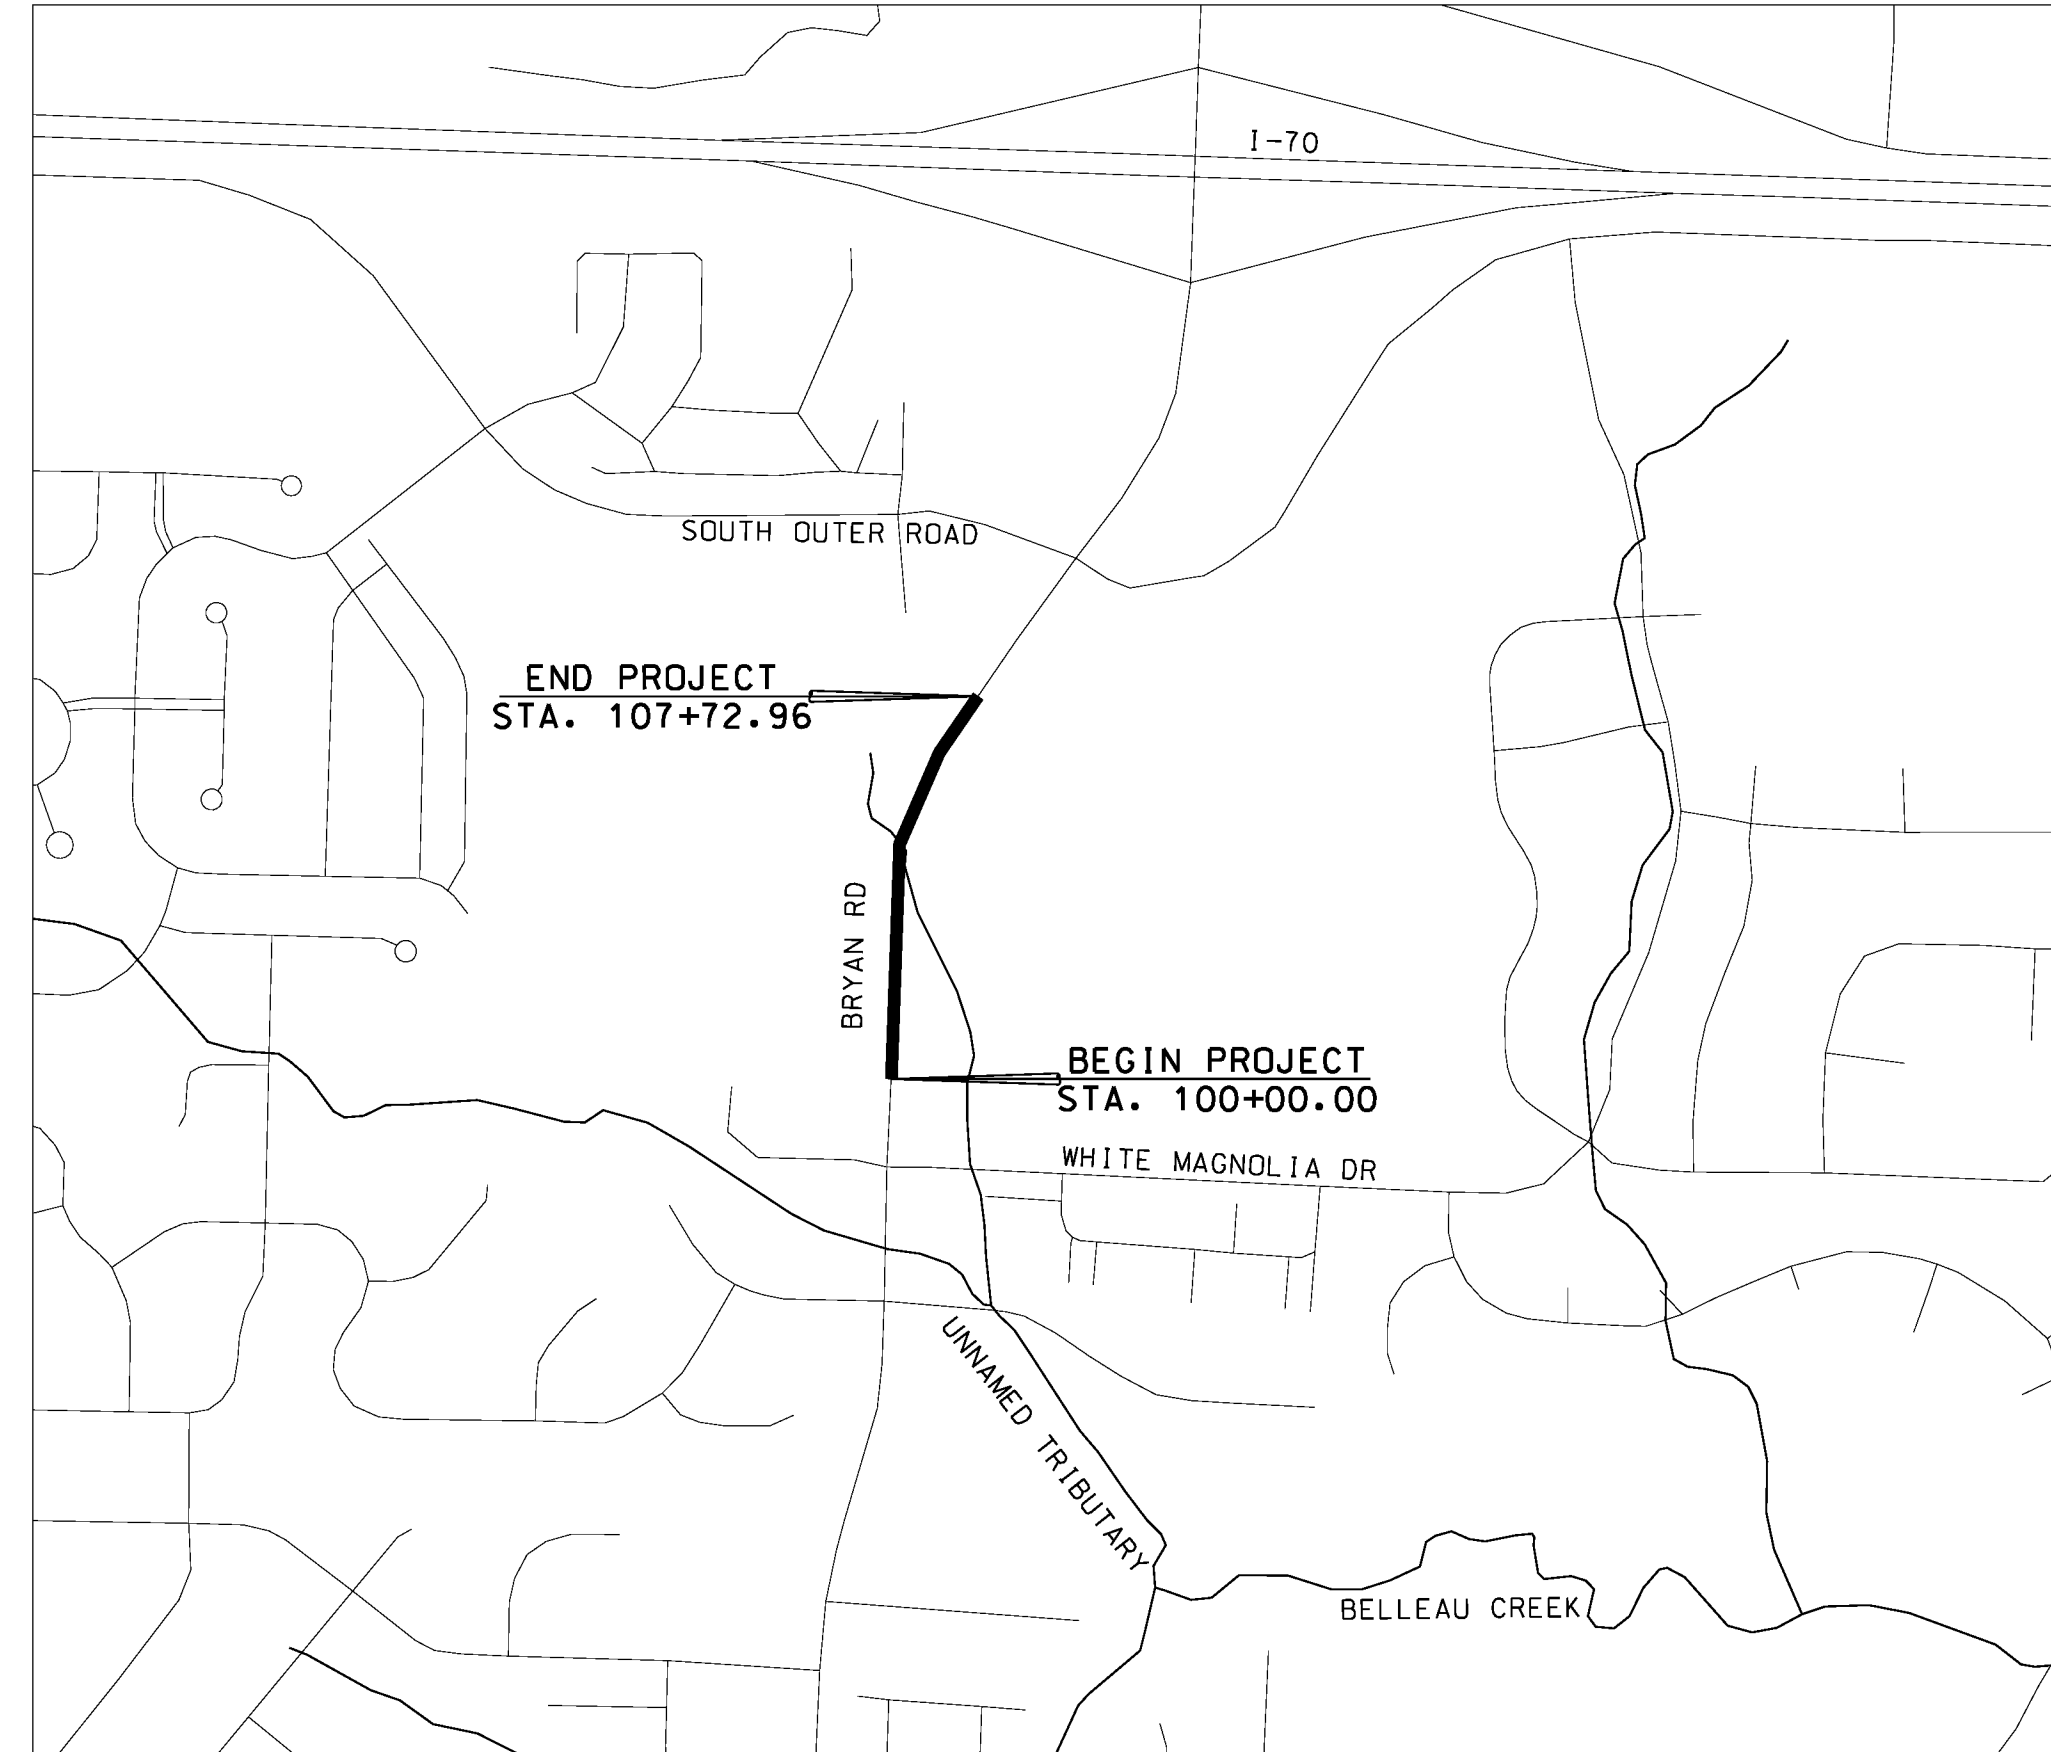 I-70
SOUTH OUTER ROAD
END PROJECT
STA. 107+72.96
BRYAN RD
BEGIN PROJECT
STA. 100+00.00
WHITE MAGNOLIA DR
UNNAMED TRIBUTARY
BELLEAU CREEK